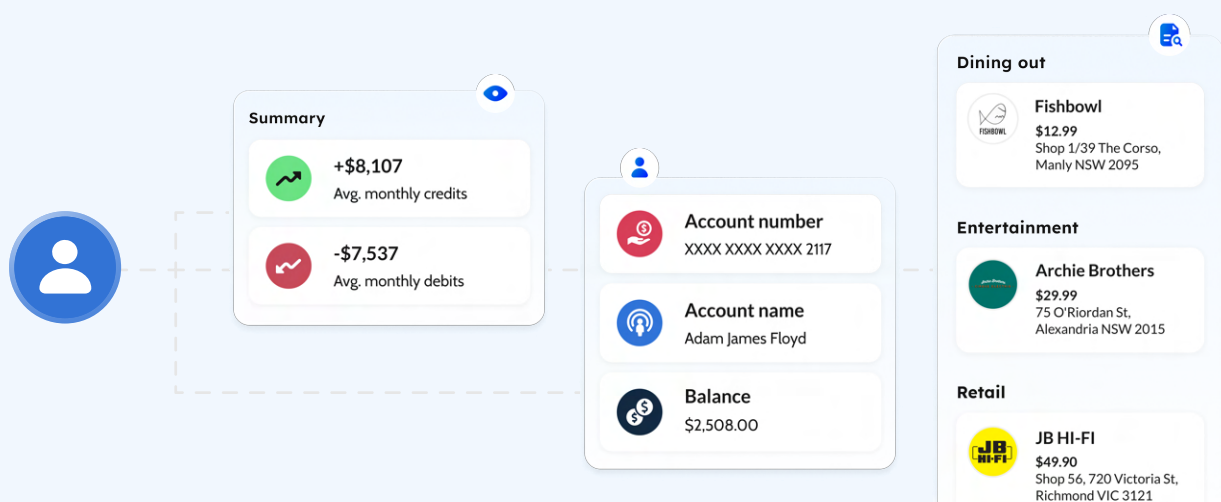 Summary
+$8,107
Avg. monthly credits
-$7,537
Avg. monthly debits
Account number
XXXX XXXX XXXX 2117
Account name
Adam James Floyd
Balance
$2,508.00
Dining out
FISHBOWL
Fishbowl
$12.99
Shop 1/39 The Corso,
Manly NSW 2095
Entertainment
Archie Brothers
$29.99
75 O'Riordan St,
Alexandria NSW 2015
Retail
JB
HI-FI
JB HI-FI
$49.90
Shop 56, 720 Victoria St,
Richmond VIC 3121